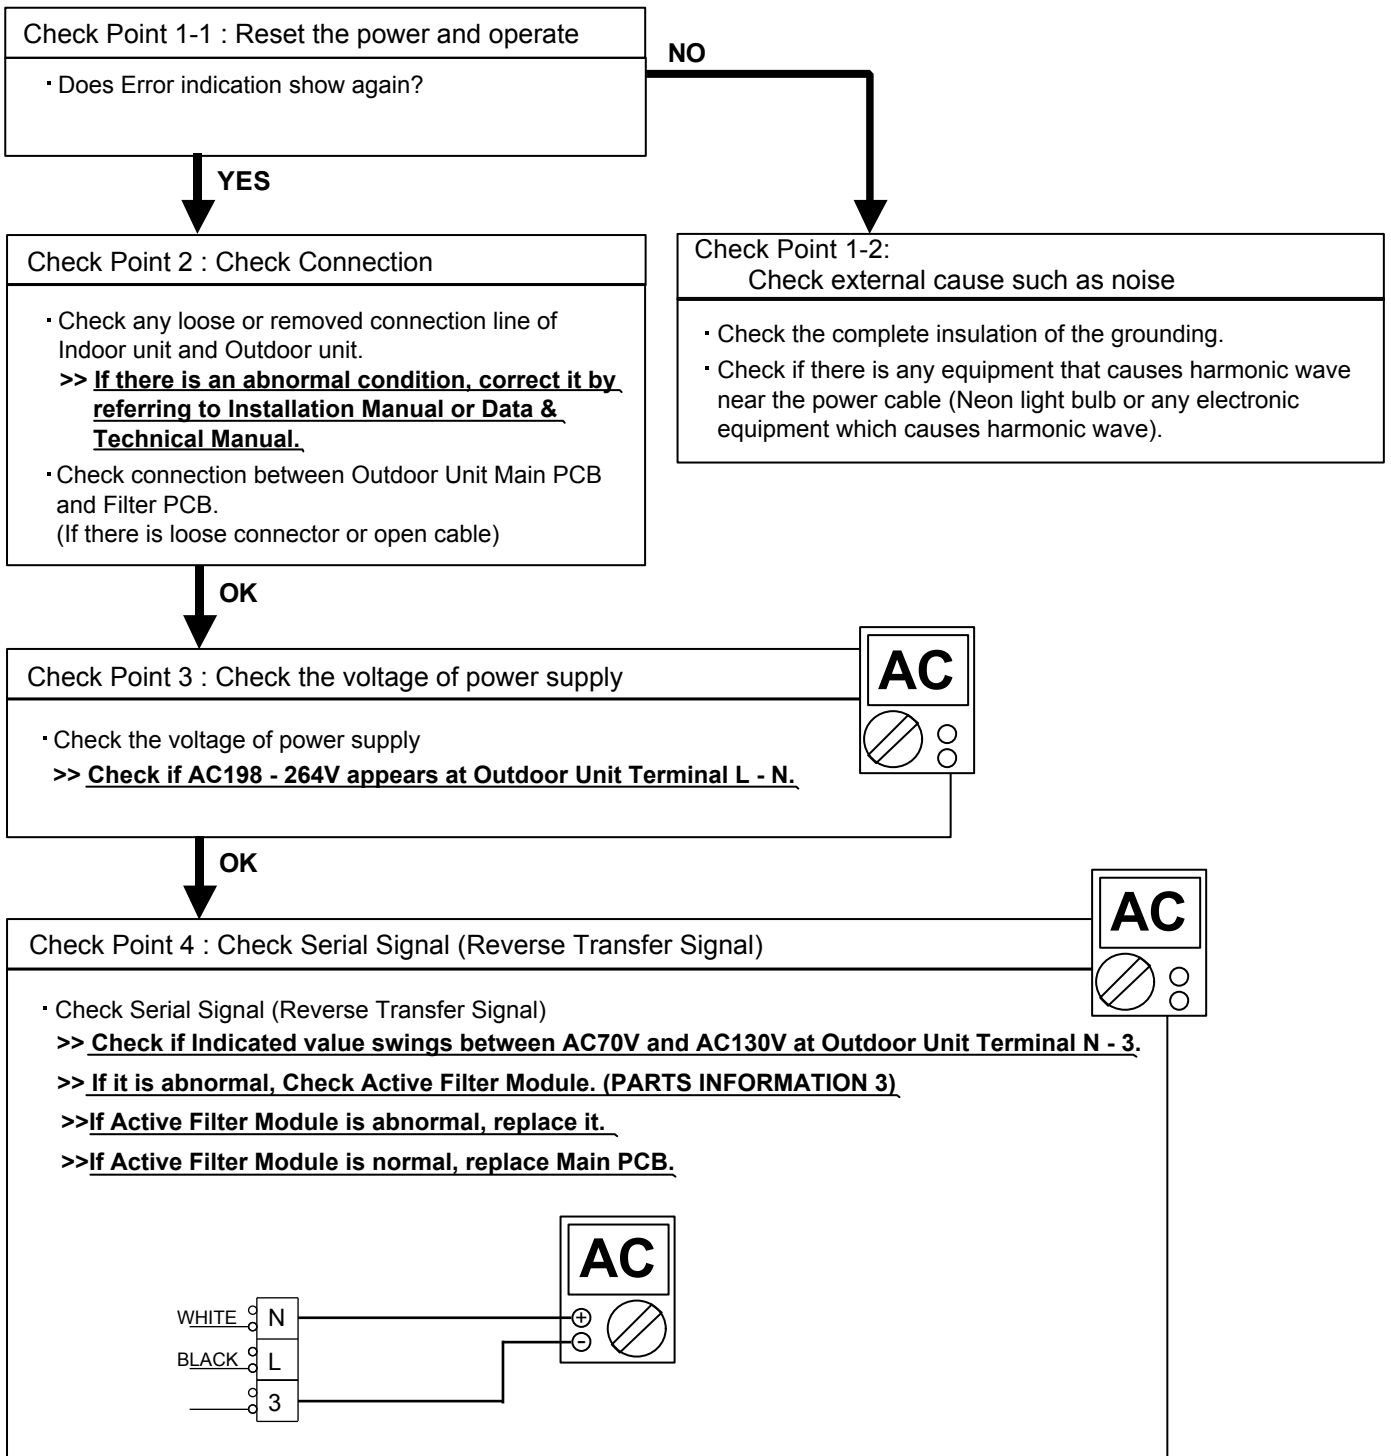 Check Point 1-1 : Reset the power and operate
・Does Error indication show again?
NO
YES
Check Point 2 : Check Connection
・Check any loose or removed connection line of
Indoor unit and Outdoor unit.
>> If there is an abnormal condition, correct it by
referring to Installation Manual or Data &
Technical Manual.
・Check connection between Outdoor Unit Main PCB
and Filter PCB.
(If there is loose connector or open cable)
Check Point 1-2:
Check external cause such as noise
・Check the complete insulation of the grounding.
・Check if there is any equipment that causes harmonic wave
near the power cable (Neon light bulb or any electronic
equipment which causes harmonic wave).
OK
Check Point 3 : Check the voltage of power supply
AC
・Check the voltage of power supply
>> Check if AC198 - 264V appears at Outdoor Unit Terminal L - N.
OK
Check Point 4 : Check Serial Signal (Reverse Transfer Signal)
AC
・Check Serial Signal (Reverse Transfer Signal)
>> Check if Indicated value swings between AC70V and AC130V at Outdoor Unit Terminal N - 3.
>> If it is abnormal, Check Active Filter Module. (PARTS INFORMATION 3)
>>If Active Filter Module is abnormal, replace it.
>>If Active Filter Module is normal, replace Main PCB.
AC
WHITE N
+
-
BLACK L
3